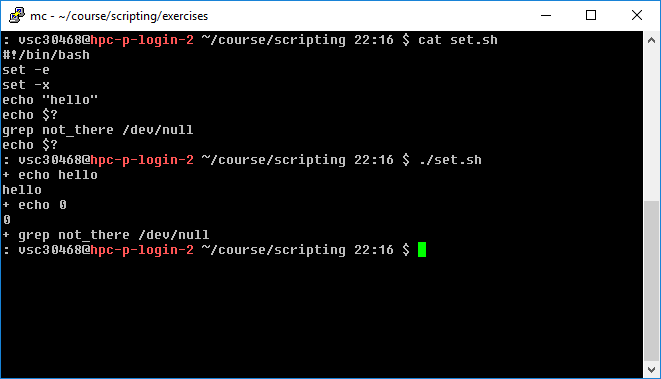 mc - ~/course/scripting/exercises
: vsc30468@hpc-p-login-2 ~/course/scripting 22:16 $ cat set.sh
#!/bin/bash
set -e
set -x
echo "hello"
echo $?
grep not_there /dev/null
echo $?
: vsc30468@hpc-p-login-2 ~/course/scripting 22:16 $ ./set.sh
+ echo hello
hello
+ echo 0
0
+ grep not_there /dev/null
: vsc30468@hpc-p-login-2 ~/course/scripting 22:16 $